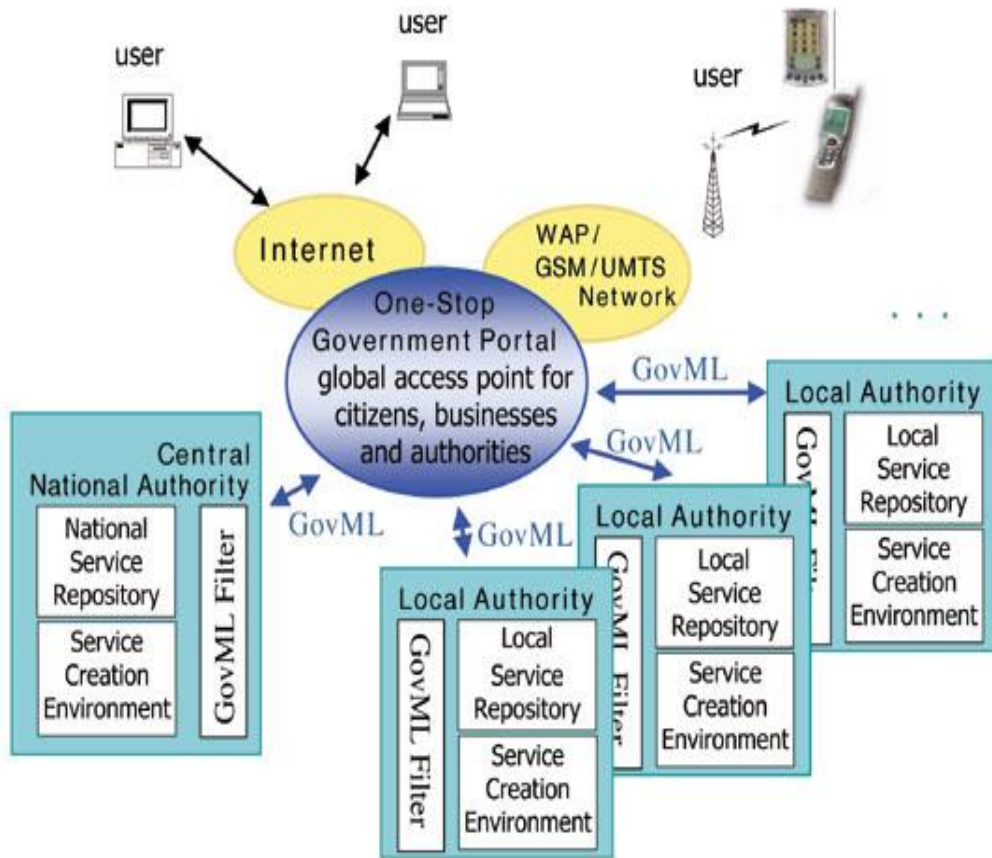 user
user
user
Internet
WAP/
GSM/UMTS
Network
One-Stop
Government Portal
global access point for
citizens, businesses
and authorities
. . .
GovML
GovML
GovML
GovML
Central
National Authority
National
Service
Repository
Service
Creation
Environment
GovML Filter
Local Authority
GovML Filter
Local
Service
Repository
Service
Creation
Environment
Local Authority
GovML Filter
Local
Service
Repository
Service
Creation
Environment
Local Authority
GovML
Local
Service
Repository
Service
Creation
Environment